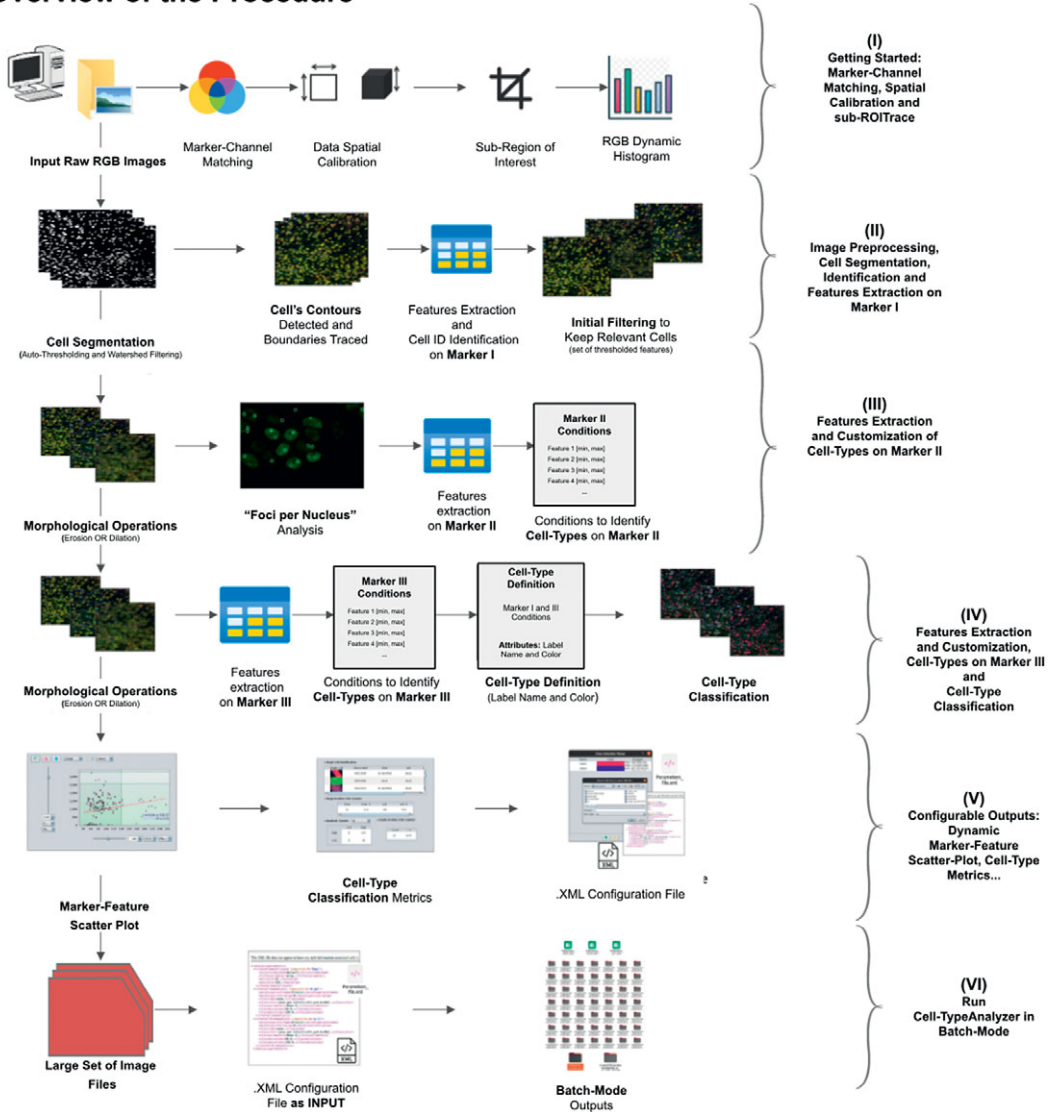 Overview of the Procedure
Input Raw RGB Images
Marker-Channel
Matching
Data Spatial
Calibration
Sub-Region of
Interest
RGB Dynamic
Histogram
(I)
Getting Started:
Marker-Channel
Matching, Spatial
Calibration and
sub-ROITrace
Cell Segmentation
(Auto-Thresholding and Watershed Filtering)
Cell's Contours
Detected and
Boundaries Traced
Features Extraction
and
Cell ID Identification
on Marker I
Initial Filtering to
Keep Relevant Cells
(set of thresholded features)
(II)
Image Preprocessing,
Cell Segmentation,
Identification and
Features Extraction on
Marker I
Morphological Operations
(Erosion OR Dilation)
“Foci per Nucleus”
Analysis
Features
extraction
on Marker II
Marker II
Conditions
Feature 1 [min, max]
Feature 2 [min, max]
Feature 3 [min, max]
Feature 4 [min, max]
...
Conditions to Identify
Cell-Types on Marker II
(III)
Features Extraction
and Customization of
Cell-Types on Marker II
Morphological Operations
(Erosion OR Dilation)
Features
extraction
on Marker III
Marker III
Conditions
Feature 1 [min, max]
Feature 2 [min, max]
Feature 3 [min, max]
Feature 4 [min, max]
...
Conditions to Identify
Cell-Types on Marker III
Cell-Type
Definition
Marker I and III
Conditions
Attributes: Label
Name and Color
Cell-Type Definition
(Label Name and Color)
Cell-Type
Classification
(IV)
Features Extraction
and Customization,
Cell-Types on Marker III
and
Cell-Type
Classification
Marker-Feature
Scatter Plot
Cell-Type
Classification Metrics
XML
.XML Configuration File
(V)
Configurable Outputs:
Dynamic
Marker-Feature
Scatter-Plot, Cell-Type
Metrics...
Large Set of Image
Files
XML
.XML Configuration
File as INPUT
Batch-Mode
Outputs
(VI)
Run
Cell-TypeAnalyzer in
Batch-Mode